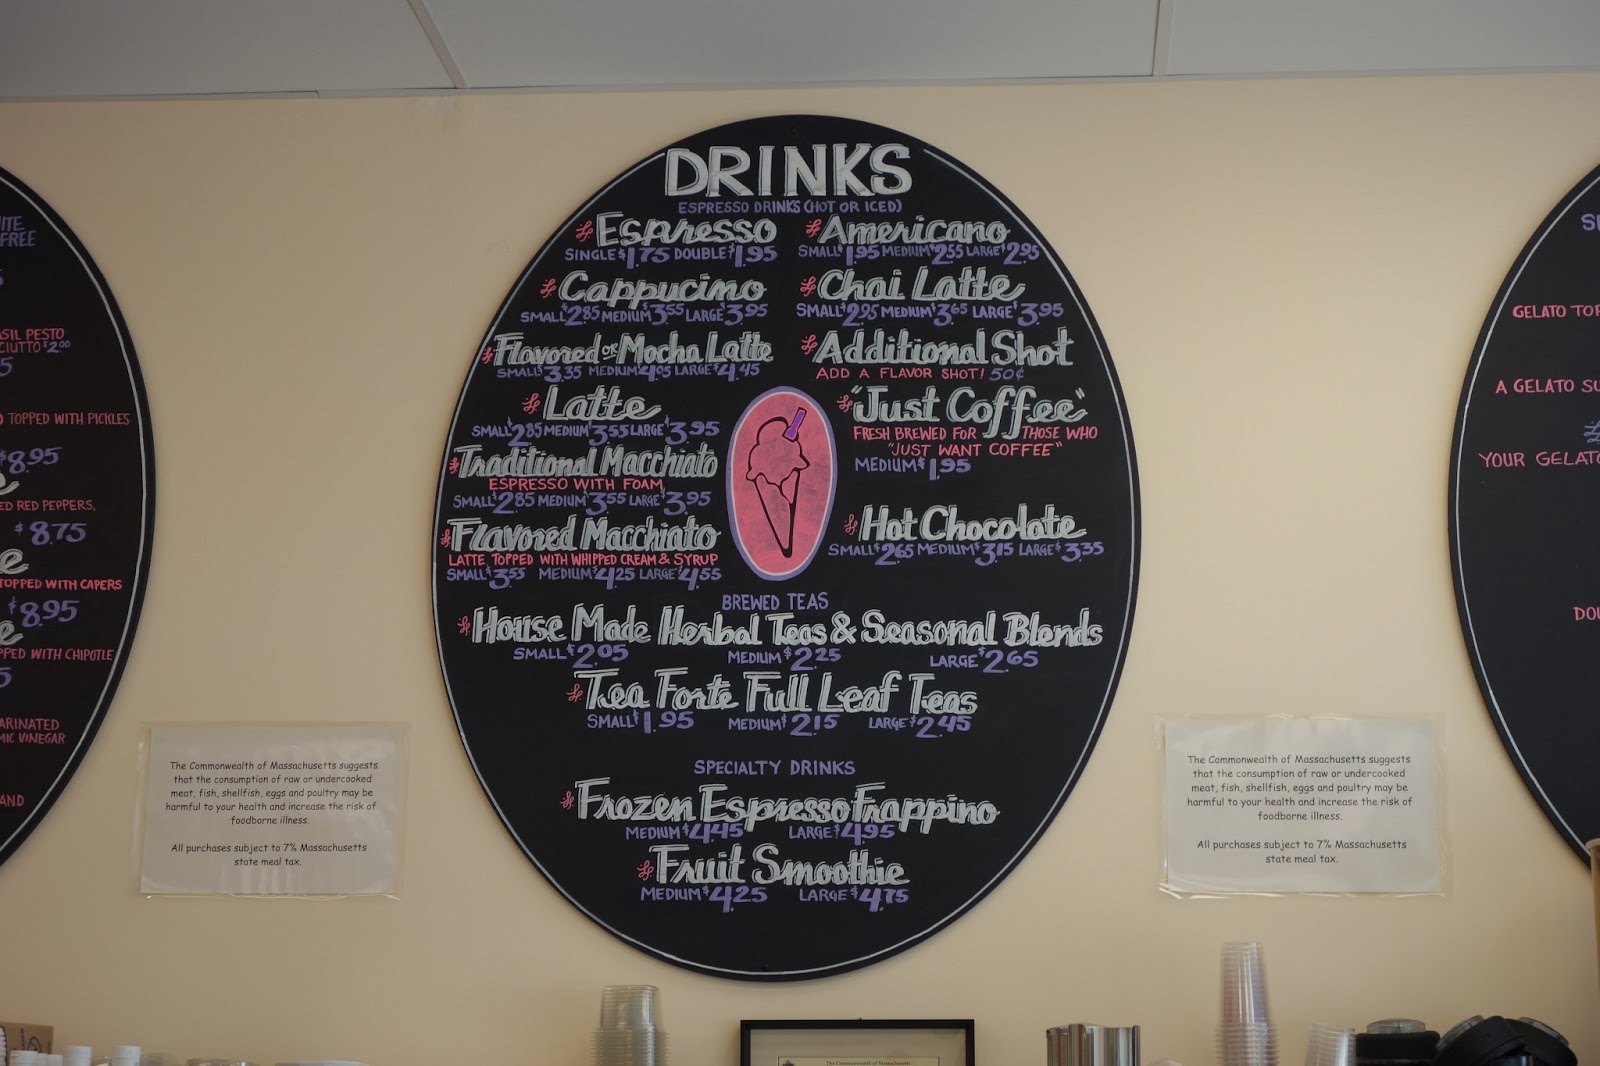 DRINKS
ESPRESSO DRINKS (HOT OR ICED)
Espresso
SINGLE $1.75 DOUBLE $1.95
Americano
SMALL $1.95 MEDIUM $2.55 LARGE $2.95
Cappucino
SMALL $2.85 MEDIUM $3.55 LARGE $3.95
Chai Latte
SMALL $2.95 MEDIUM $3.65 LARGE $3.95
Flavored or Mocha Latte
SMALL $3.35 MEDIUM $4.05 LARGE $4.45
Additional Shot
ADD A FLAVOR SHOT! 50¢
Latte
SMALL $2.85 MEDIUM $3.55 LARGE $3.95
"Just Coffee"
FRESH BREWED FOR THOSE WHO
"JUST WANT COFFEE"
MEDIUM $1.95
Traditional Macchiato
ESPRESSO WITH FOAM
SMALL $2.85 MEDIUM $3.55 LARGE $3.95
Flavored Macchiato
LATTE TOPPED WITH WHIPPED CREAM & SYRUP
SMALL $3.55 MEDIUM $4.25 LARGE $4.55
Hot Chocolate
SMALL $2.65 MEDIUM $3.15 LARGE $3.35
BREWED TEAS
House Made Herbal Teas & Seasonal Blends
SMALL $2.05 MEDIUM $2.25 LARGE $2.65
Tea Forte Full Leaf Teas
SMALL $1.95 MEDIUM $2.15 LARGE $2.45
SPECIALTY DRINKS
Frozen Espresso Frappino
MEDIUM $4.45 LARGE $4.95
Fruit Smoothie
MEDIUM $4.25 LARGE $4.75
FREE
PESTO
$2.00
TOPPED WITH PICKLES
$8.95
RED PEPPERS,
$8.75
TOPPED WITH CAPERS
$8.95
WITH CHIPOTLE
VINEGAR
The Commonwealth of Massachusetts suggests
that the consumption of raw or undercooked
meat, fish, shellfish, eggs and poultry may be
harmful to your health and increase the risk of
foodborne illness.
All purchases subject to 7% Massachusetts
state meal tax.
The Commonwealth of Massachusetts suggests
that the consumption of raw or undercooked
meat, fish, shellfish, eggs and poultry may be
harmful to your health and increase the risk of
foodborne illness.
All purchases subject to 7% Massachusetts
state meal tax.
GELATO
A GELATO
YOUR
The Commonwealth of Massachusetts